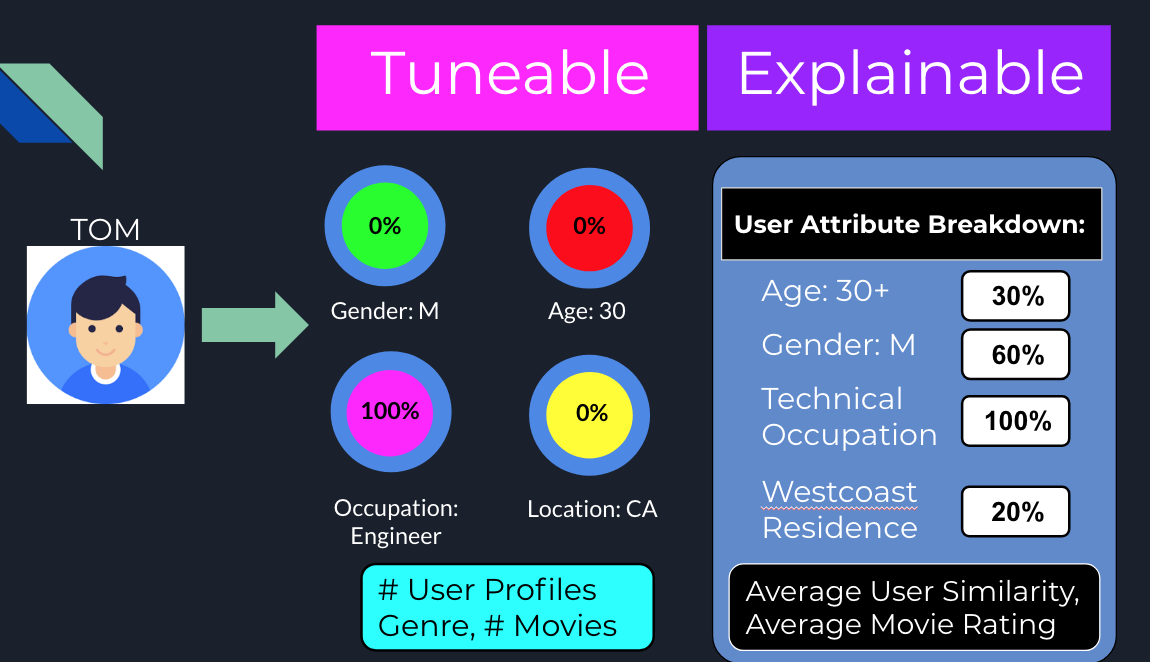 Tuneable
Explainable
TOM
0%
Gender: M
0%
Age: 30
100%
Occupation:
Engineer
0%
Location: CA
# User Profiles
Genre, # Movies
User Attribute Breakdown:
Age: 30+
30%
Gender: M
60%
Technical
Occupation
100%
Westcoast
Residence
20%
Average User Similarity,
Average Movie Rating